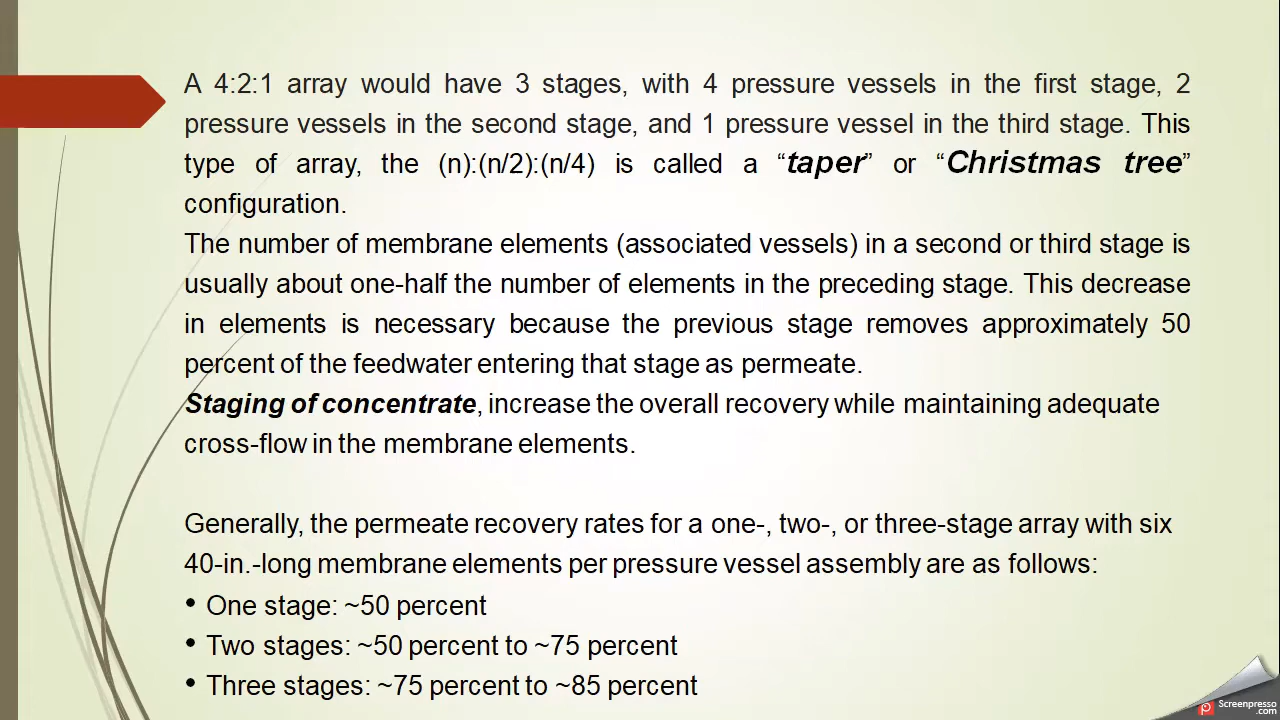 A 4:2:1 array would have 3 stages, with 4 pressure vessels in the first stage, 2
pressure vessels in the second stage, and 1 pressure vessel in the third stage. This
type of array, the (n):(n/2):(n/4) is called a “taper” or “Christmas tree”
configuration.
The number of membrane elements (associated vessels) in a second or third stage is
usually about one-half the number of elements in the preceding stage. This decrease
in elements is necessary because the previous stage removes approximately 50
percent of the feedwater entering that stage as permeate.
Staging of concentrate, increase the overall recovery while maintaining adequate
cross-flow in the membrane elements.
Generally, the permeate recovery rates for a one-, two-, or three-stage array with six
40-in.-long membrane elements per pressure vessel assembly are as follows:
• One stage: ~50 percent
• Two stages: ~50 percent to ~75 percent
• Three stages: ~75 percent to ~85 percent
Screenpresso
.com